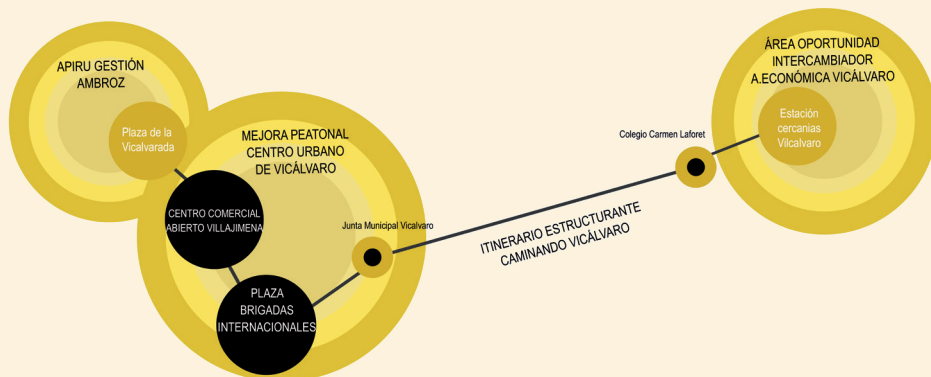 APIRU GESTIÓN
AMBROZ
Plaza de la
Vicalvarada
MEJORA PEATONAL
CENTRO URBANO
DE VICÁLVARO
CENTRO COMERCIAL
ABIERTO VILLAJIMENA
PLAZA
BRIGADAS
INTERNACIONALES
Junta Municipal Vicalvaro
ITINERARIO ESTRUCTURANTE
CAMINANDO VICÁLVARO
Colegio Carmen Laforet
ÁREA OPORTUNIDAD
INTERCAMBIADOR
A.ECONÓMICA VICÁLVARO
Estación
cercanias
Vilcalvaro